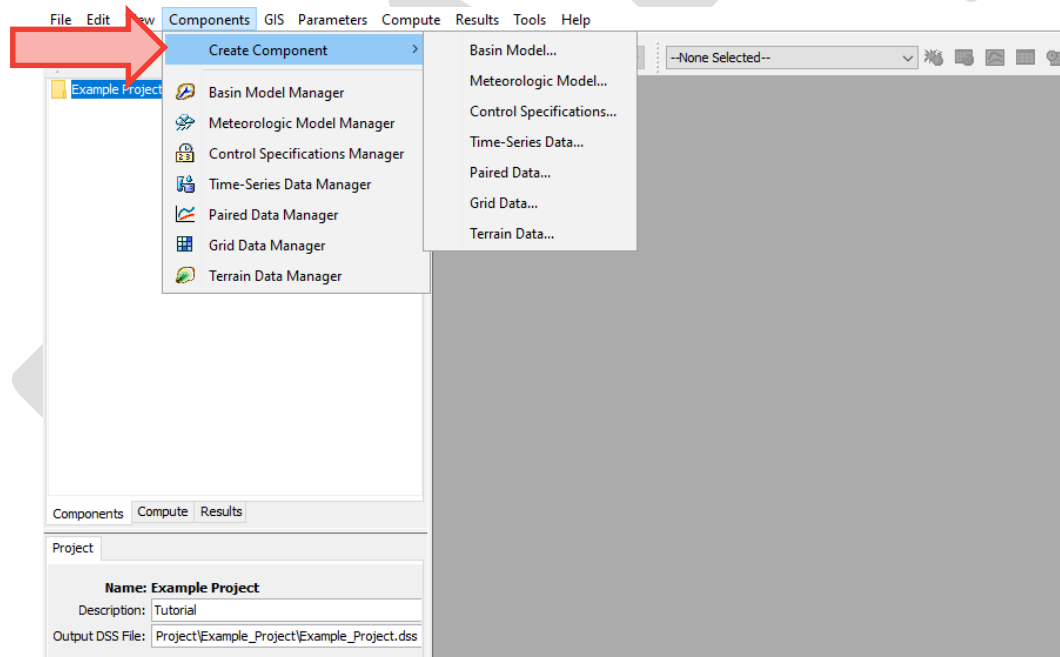 File Edit View Components GIS Parameters Compute Results Tools Help
Create Component >
Basin Model...
--None Selected--
Meteorologic Model...
Example Project
Basin Model Manager
Control Specifications...
Meteorologic Model Manager
Time-Series Data...
Control Specifications Manager
Paired Data...
Time-Series Data Manager
Grid Data...
Paired Data Manager
Terrain Data...
Grid Data Manager
Terrain Data Manager
Components Compute Results
Project
Name: Example Project
Description: Tutorial
Output DSS File: Project\Example_Project\Example_Project.dss